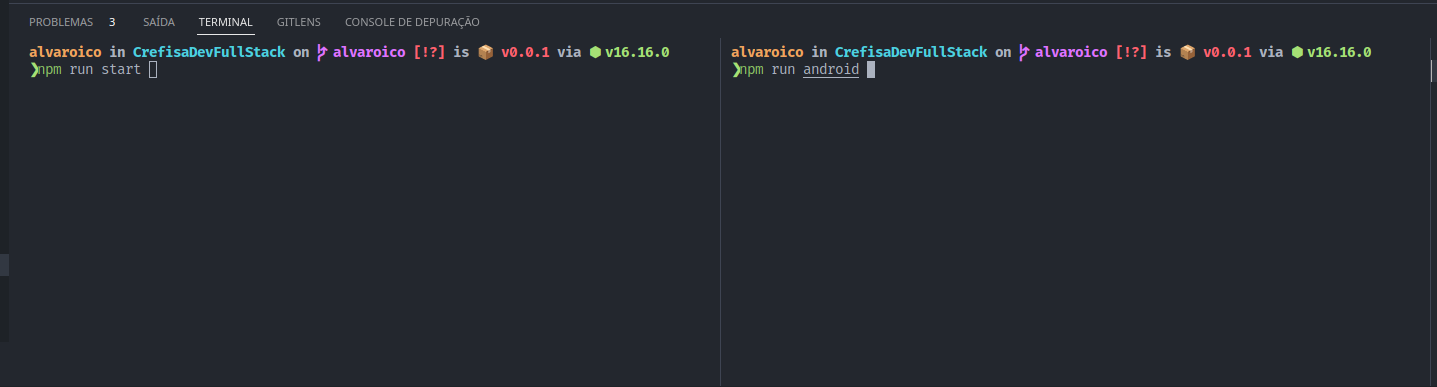 PROBLEMAS 3 SAÍDA TERMINAL GITLENS CONSOLE DE DEPURAÇÃO
alvaroico in CrefisaDevFullStack on alvaroico [!?] is 📦 v0.0.1 via ⬢ v16.16.0
❯npm run start
alvaroico in CrefisaDevFullStack on alvaroico [!?] is 📦 v0.0.1 via ⬢ v16.16.0
❯npm run android